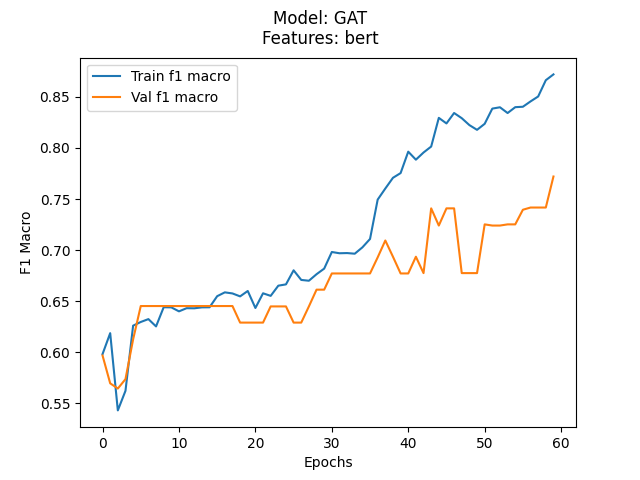 Model: GAT
Features: bert
Train f1 macro
Val f1 macro
F1 Macro
0.85
0.80
0.75
0.70
0.65
0.60
0.55
0 10 20 30 40 50 60
Epochs